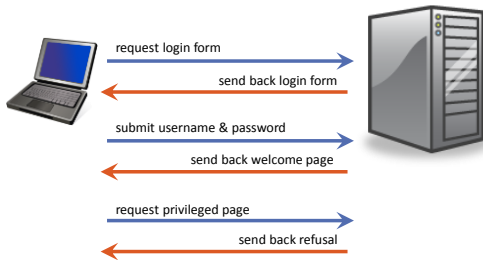 request login form
send back login form
submit username & password
send back welcome page
request privileged page
send back refusal